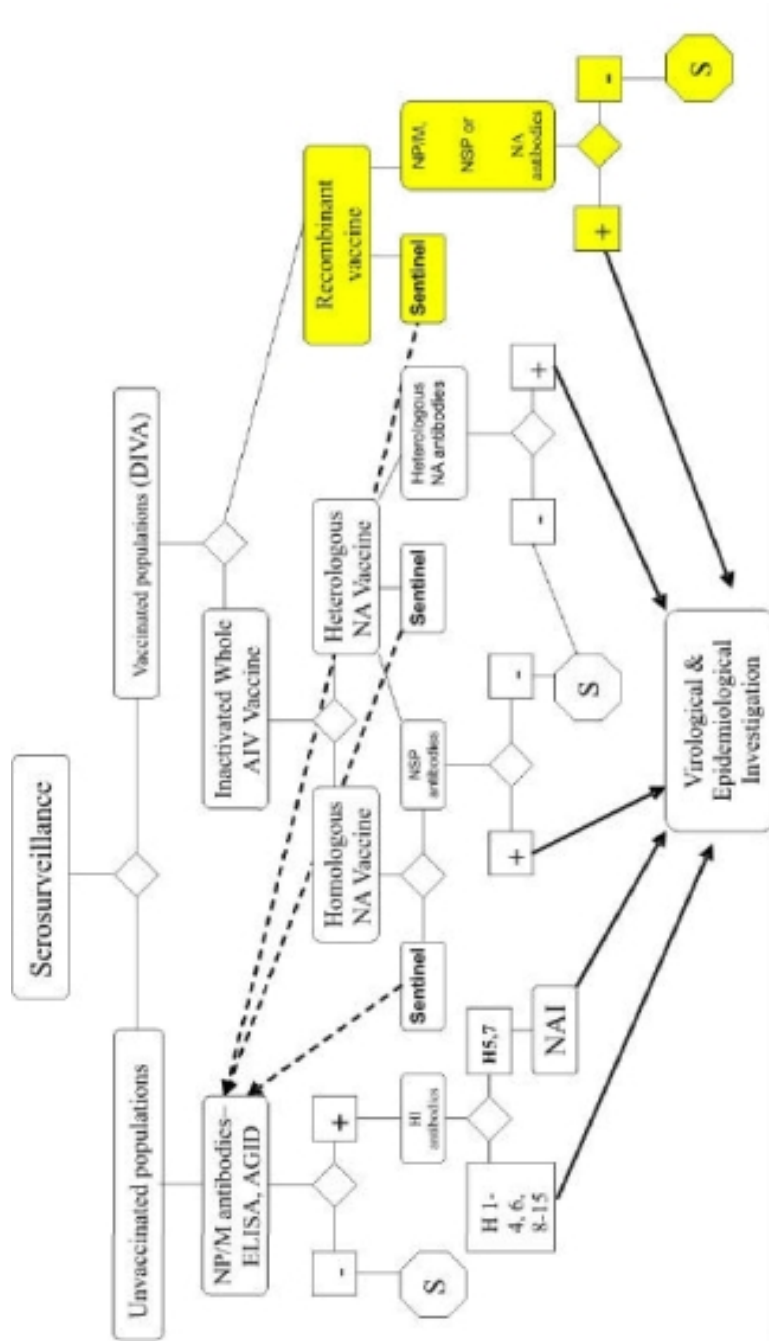 Serosurveillance
Unvaccinated populations
Vaccinated populations (DIVA)
NP/M antibodies–
ELISA, AGID
Inactivated Whole
AIV Vaccine
Recombinant
vaccine
-
+
Homologous
NA Vaccine
Heterologous
NA Vaccine
Sentinel
NP/M,
NSP or
NA
antibodies
S
HI
antibodies
Sentinel
NSP
antibodies
Sentinel
Heterologous
NA antibodies
H 1-
4, 6,
8-15
H5,7
NAI
+
-
-
+
+
-
S
S
Virological &
Epidemiological
Investigation